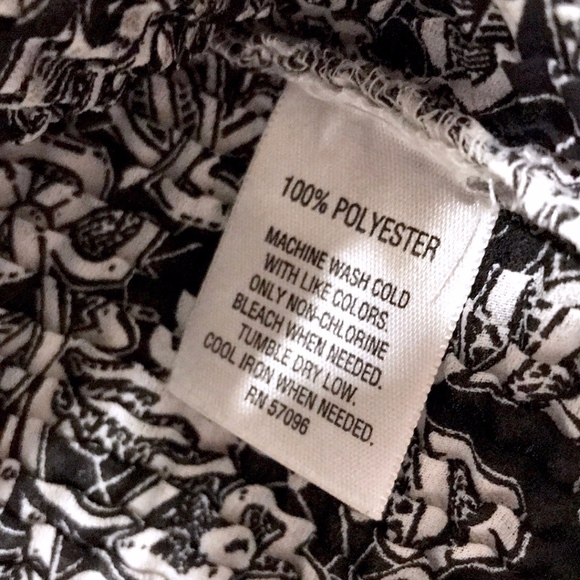 100% POLYESTER
MACHINE WASH COLD
WITH LIKE COLORS.
ONLY NON-CHLORINE
BLEACH WHEN NEEDED.
TUMBLE DRY LOW.
COOL IRON WHEN NEEDED.
RN 57096